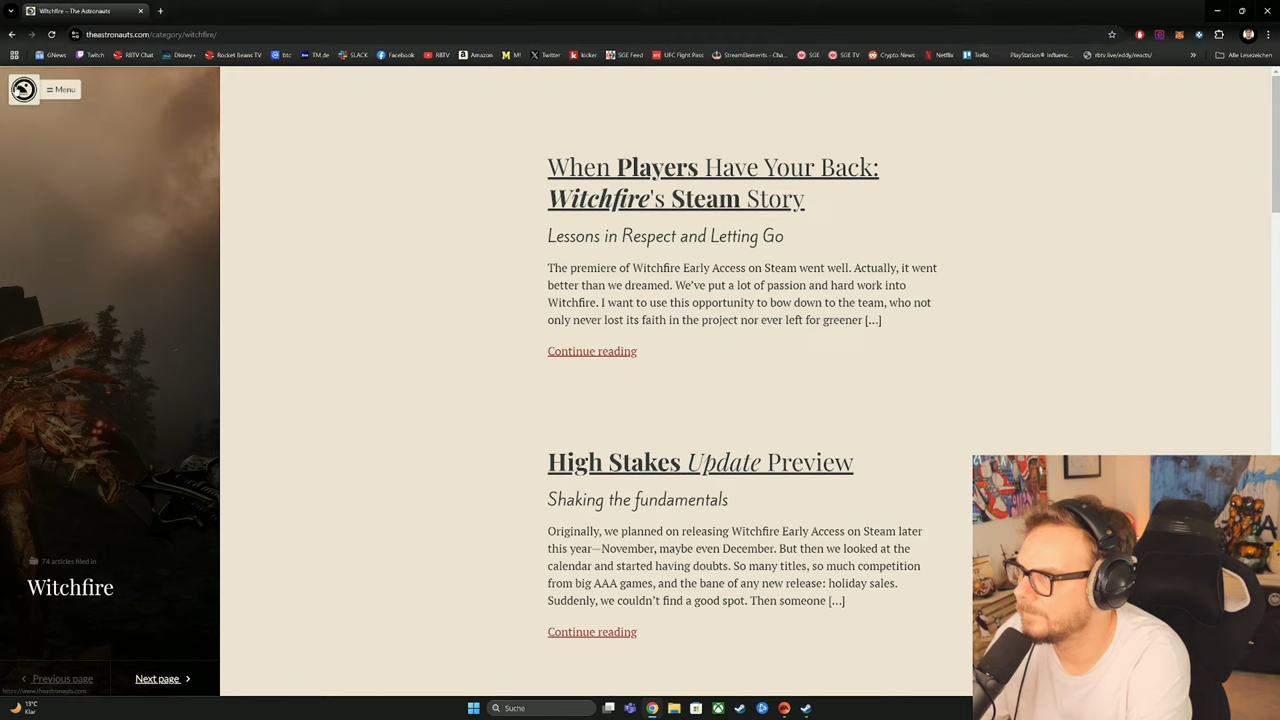 Witchfire – The Astronauts
theastronauts.com/category/witchfire/
GNews Twitch RBTV Chat Disney+ Rocket Beans TV btc TM de SLACK Facebook RBTV Amazon M! Twitter kicker SGE Feed UFC Fight Pass StreamElements - Cha... SGE SGE TV Crypto News Netflix Trello PlayStation® Influenc... rbtv.live/eddy/reacts/ » Alle Lesezeichen
Menu
When Players Have Your Back:
Witchfire's Steam Story
Lessons in Respect and Letting Go
The premiere of Witchfire Early Access on Steam went well. Actually, it went
better than we dreamed. We’ve put a lot of passion and hard work into
Witchfire. I want to use this opportunity to bow down to the team, who not
only never lost its faith in the project nor ever left for greener […]
Continue reading
High Stakes Update Preview
Shaking the fundamentals
Originally, we planned on releasing Witchfire Early Access on Steam later
this year—November, maybe even December. But then we looked at the
calendar and started having doubts. So many titles, so much competition
from big AAA games, and the bane of any new release: holiday sales.
Suddenly, we couldn’t find a good spot. Then someone […]
Continue reading
74 articles filed in
Witchfire
Previous page
Next page
https://www.theastronauts.com
13°C
Klar
Suche